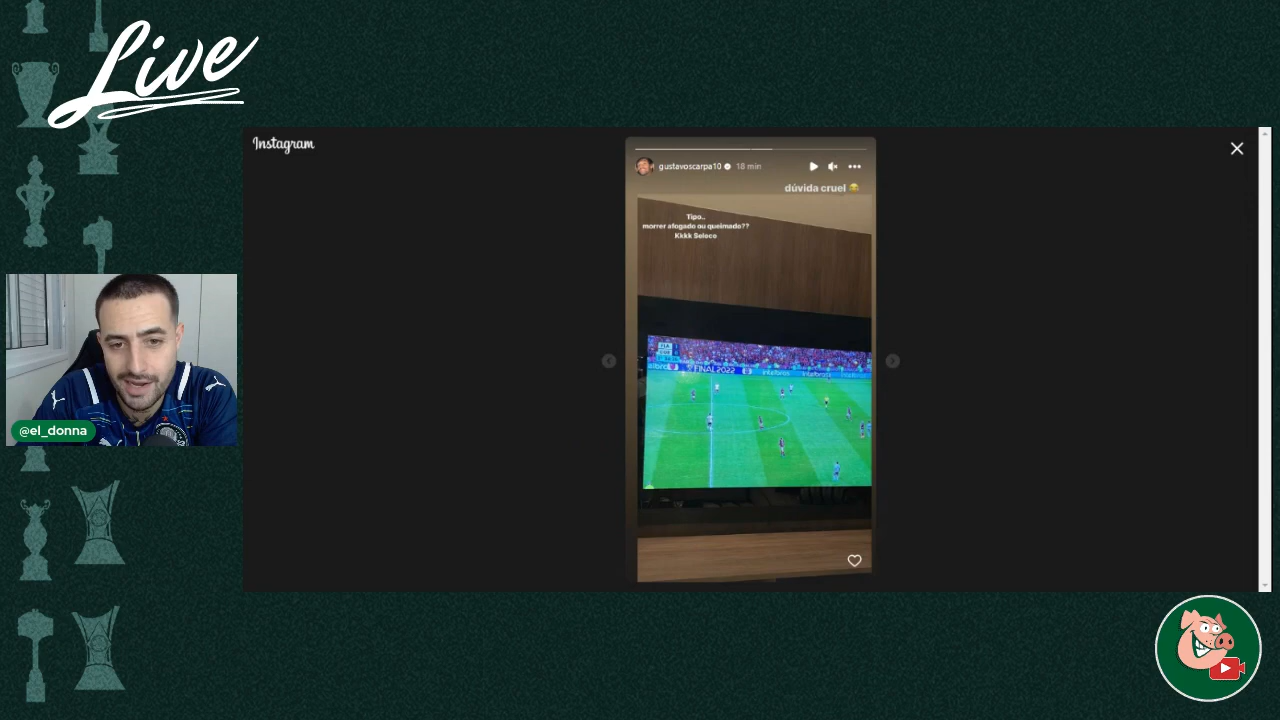 Live
Instagram
gustavoscarpa10 18 min
dúvida cruel
Tipo..
morrer afogado ou queimado??
Kkkk Seloco
FINAL 2022
@el_donna